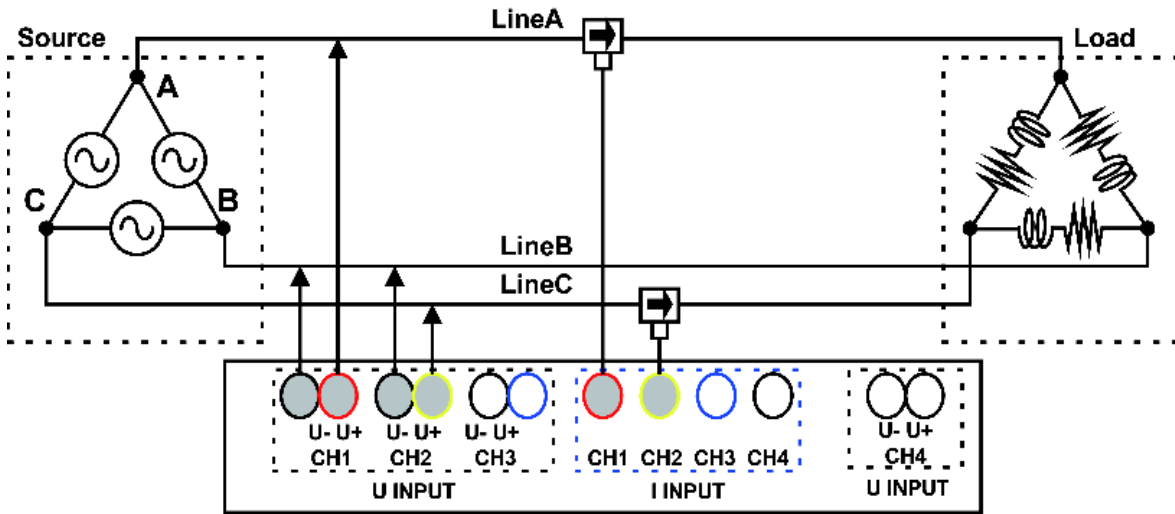 LineA
Source
Load
A
C
B
LineB
LineC
U- U+ U- U+ U- U+
U- U+
CH1 CH2 CH3
CH1 CH2 CH3 CH4
CH4
U INPUT
I INPUT
U INPUT